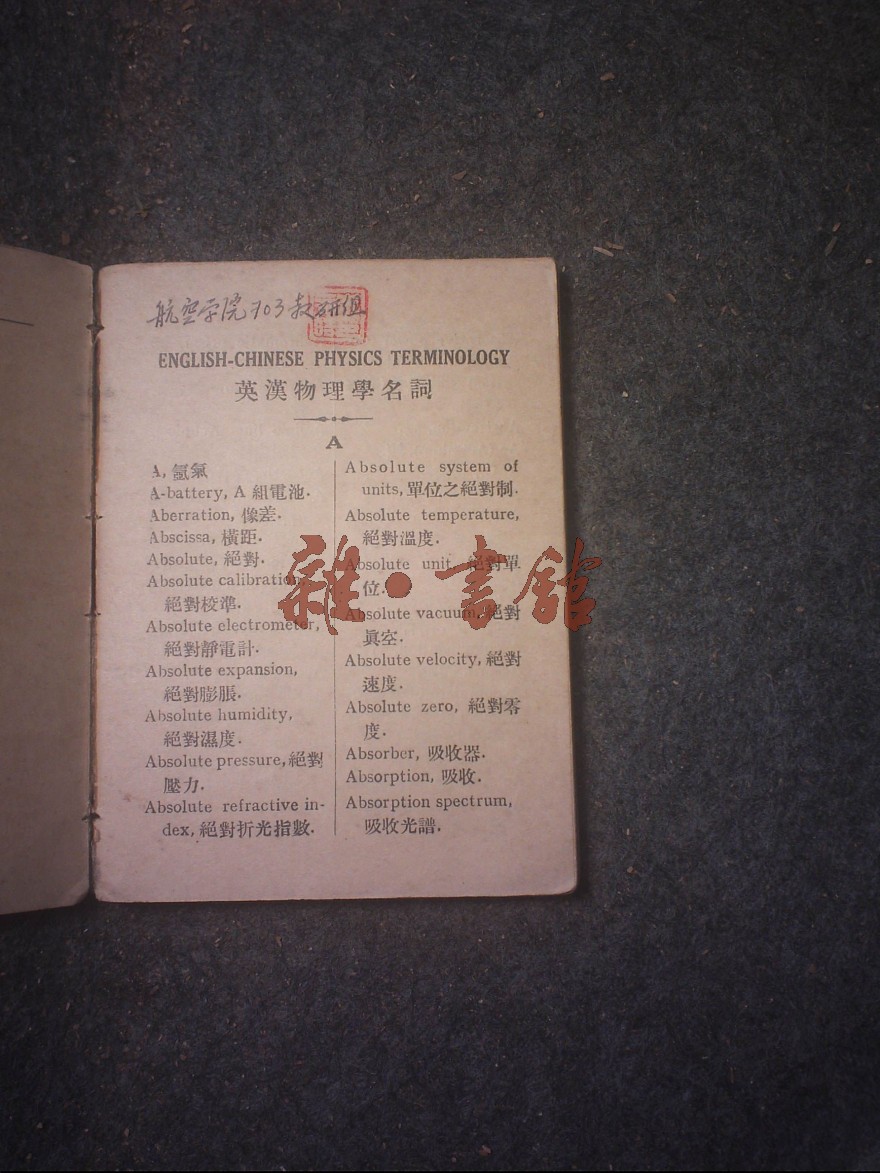 航空学院703教研组
ENGLISH-CHINESE PHYSICS TERMINOLOGY
英漢物理學名詞
A
A, 氬氣
A-battery, A 組電池.
Aberration, 像差.
Abscissa, 橫距.
Absolute, 絕對.
Absolute calibration,
絕對校準.
Absolute electrometer,
絕對靜電計.
Absolute expansion,
絕對膨脹.
Absolute humidity,
絕對濕度.
Absolute pressure, 絕對
壓力.
Absolute refractive in-
dex, 絕對折光指數.
Absolute system of
units, 單位之絕對制.
Absolute temperature,
絕對溫度.
Absolute unit, 絕對單
位.
Absolute vacuum, 絕對
眞空.
Absolute velocity, 絕對
速度.
Absolute zero, 絕對零
度.
Absorber, 吸收器.
Absorption, 吸收.
Absorption spectrum,
吸收光譜.
雜·書館